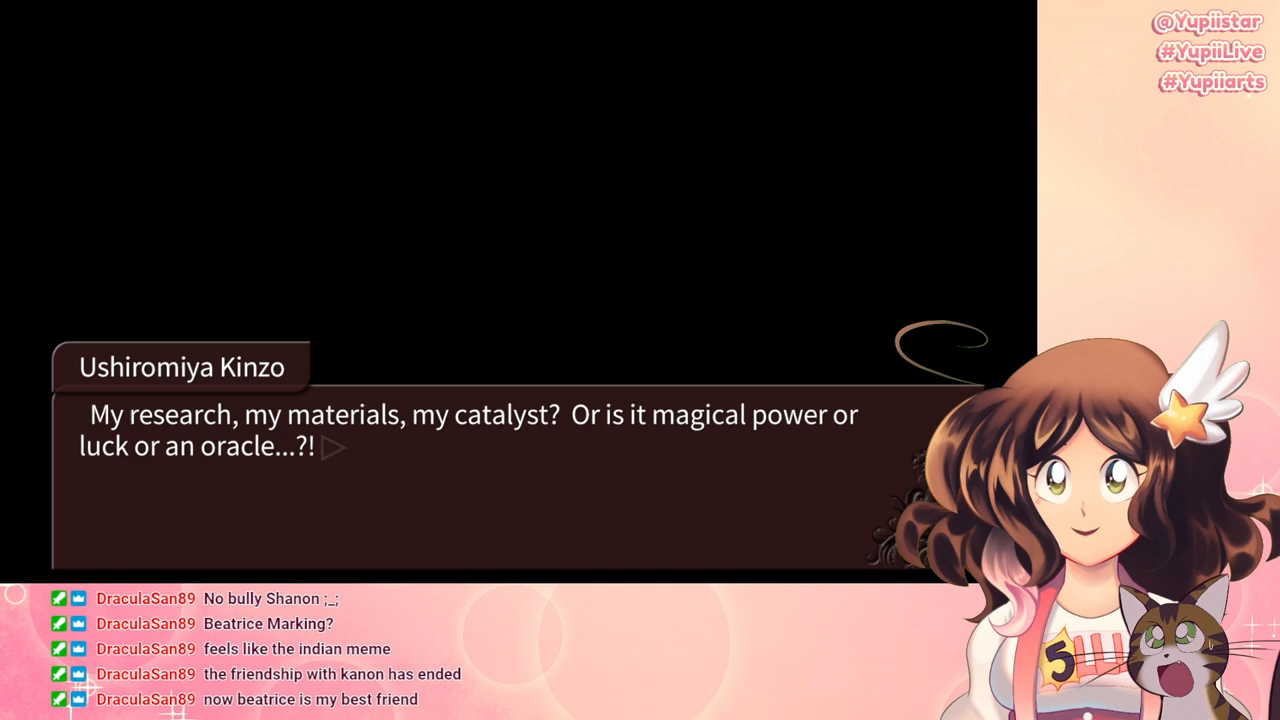 @Yupiistar
#YupiiLive
#Yupiiarts
Ushiromiya Kinzo
My research, my materials, my catalyst?  Or is it magical power or
luck or an oracle...?!
DraculaSan89 No bully Shanon ;_;
DraculaSan89 Beatrice Marking?
DraculaSan89 feels like the indian meme
DraculaSan89 the friendship with kanon has ended
DraculaSan89 now beatrice is my best friend
5